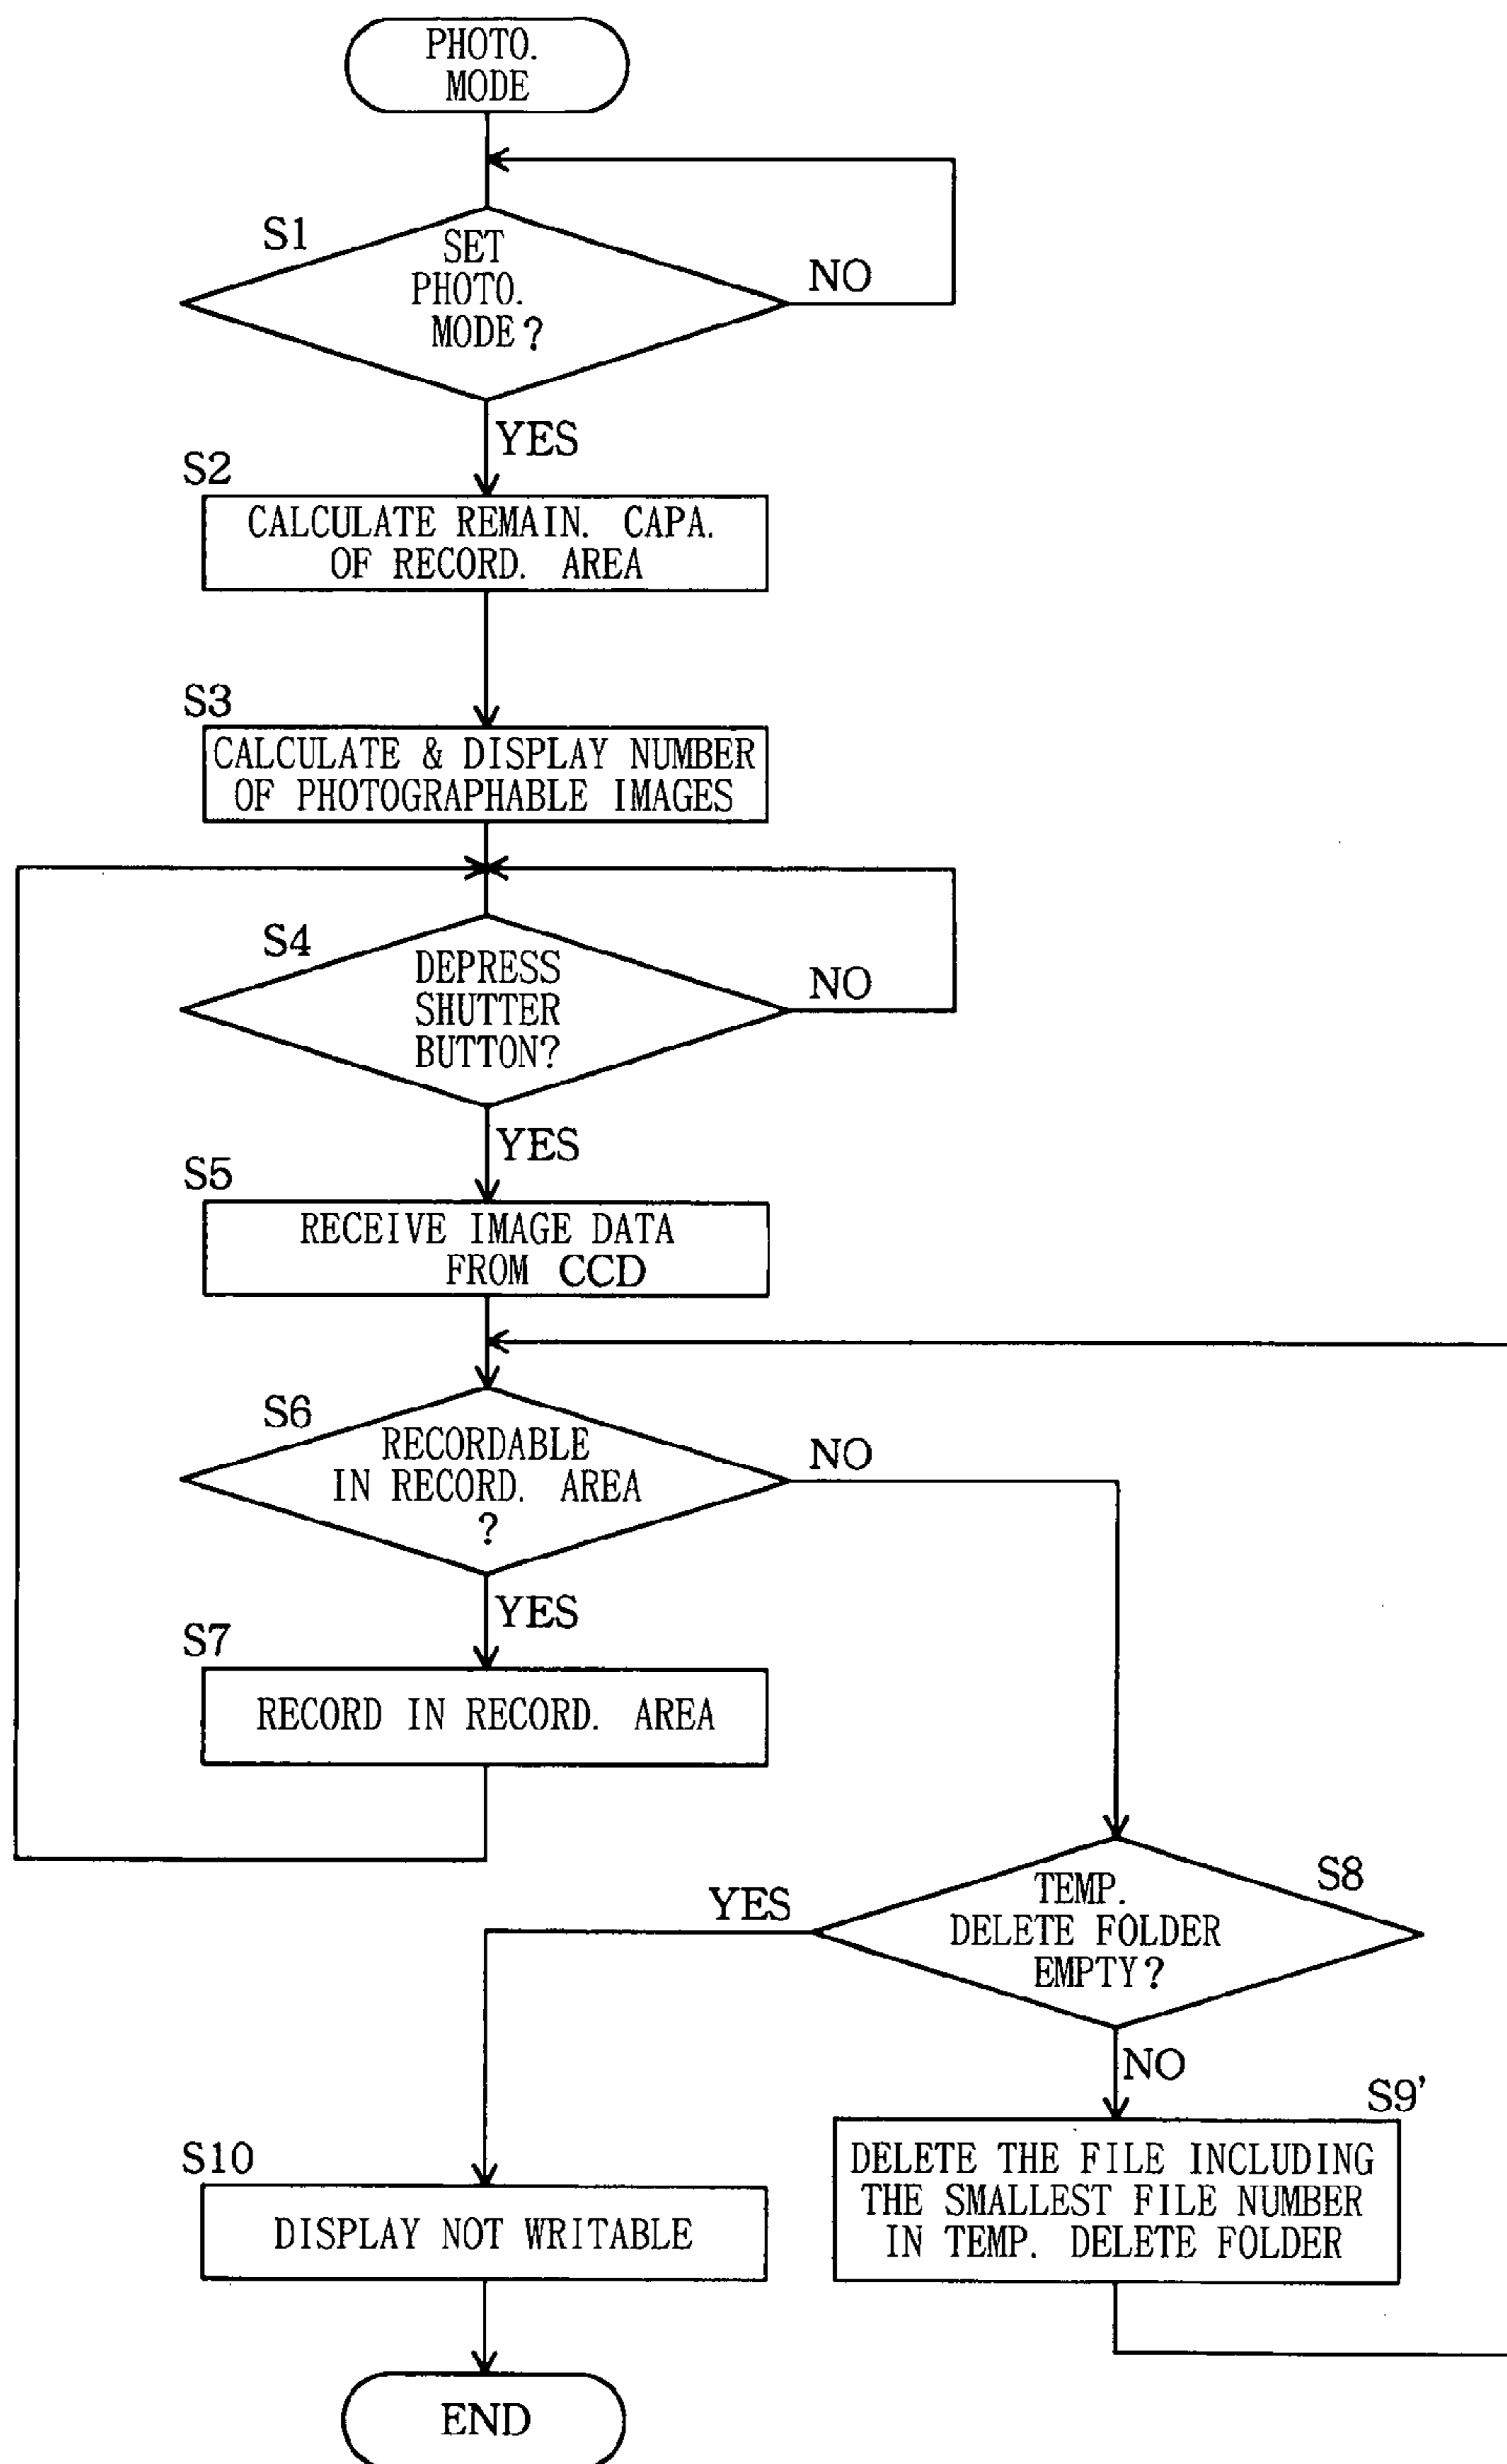 PHOTO.
MODE
S1
SET
PHOTO.
MODE?
NO
YES
S2
CALCULATE REMAIN. CAPA.
OF RECORD. AREA
S3
CALCULATE & DISPLAY NUMBER
OF PHOTOGRAPHABLE IMAGES
S4
DEPRESS
SHUTTER
BUTTON?
NO
YES
S5
RECEIVE IMAGE DATA
FROM CCD
S6
RECORDABLE
IN RECORD. AREA
?
NO
YES
S7
RECORD IN RECORD. AREA
S8
TEMP.
DELETE FOLDER
EMPTY?
YES
NO
S9'
DELETE THE FILE INCLUDING
THE SMALLEST FILE NUMBER
IN TEMP. DELETE FOLDER
S10
DISPLAY NOT WRITABLE
END